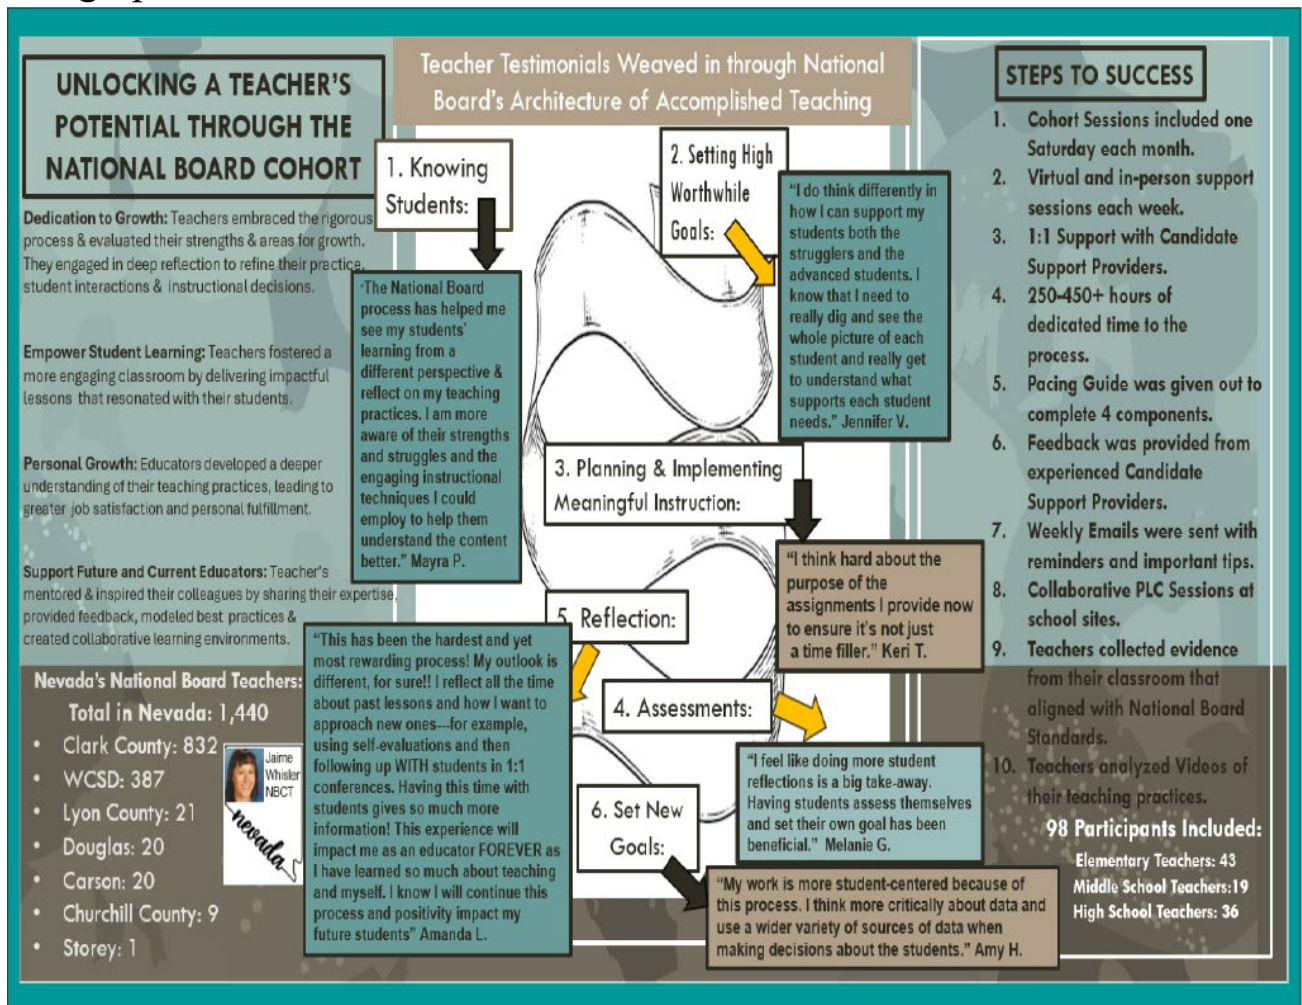 UNLOCKING A TEACHER'S
POTENTIAL THROUGH THE
NATIONAL BOARD COHORT
Dedication to Growth: Teachers embraced the rigorous
process & evaluated their strengths & areas for growth.
They engaged in deep reflection to refine their practice,
student interactions & instructional decisions.
Empower Student Learning: Teachers fostered a
more engaging classroom by delivering impactful
lessons that resonated with their students.
Personal Growth: Educators developed a deeper
understanding of their teaching practices, leading to
greater job satisfaction and personal fulfillment.
Support Future and Current Educators: Teacher's
mentored & inspired their colleagues by sharing their expertise,
provided feedback, modeled best practices &
created collaborative learning environments.
Nevada's National Board Teachers:
Total in Nevada: 1,440
• Clark County: 832
• WCSD: 387
• Lyon County: 21
• Douglas: 20
• Carson: 20
• Churchill County: 9
• Storey: 1
Jaime
Whisler
NBCT
nevada
Teacher Testimonials Weaved in through National
Board's Architecture of Accomplished Teaching
1. Knowing
Students:
"The National Board
process has helped me
see my students'
learning from a
different perspective &
reflect on my teaching
practices. I am more
aware of their strengths
and struggles and the
engaging instructional
techniques I could
employ to help them
understand the content
better." Mayra P.
2. Setting High
Worthwhile
Goals:
"I do think differently in
how I can support my
students both the
strugglers and the
advanced students. I
know that I need to
really dig and see the
whole picture of each
student and really get
to understand what
supports each student
needs." Jennifer V.
3. Planning & Implementing
Meaningful Instruction:
"I think hard about the
purpose of the
assignments I provide now
to ensure it's not just
a time filler." Keri T.
5. Reflection:
"This has been the hardest and yet
most rewarding process! My outlook is
different, for sure!! I reflect all the time
about past lessons and how I want to
approach new ones---for example,
using self-evaluations and then
following up WITH students in 1:1
conferences. Having this time with
students gives so much more
information! This experience will
impact me as an educator FOREVER as
I have learned so much about teaching
and myself. I know I will continue this
process and positivity impact my
future students" Amanda L.
4. Assessments:
"I feel like doing more student
reflections is a big take-away.
Having students assess themselves
and set their own goal has been
beneficial." Melanie G.
6. Set New
Goals:
"My work is more student-centered because of
this process. I think more critically about data and
use a wider variety of sources of data when
making decisions about the students." Amy H.
STEPS TO SUCCESS
1. Cohort Sessions included one
Saturday each month.
2. Virtual and in-person support
sessions each week.
3. 1:1 Support with Candidate
Support Providers.
4. 250-450+ hours of
dedicated time to the
process.
5. Pacing Guide was given out to
complete 4 components.
6. Feedback was provided from
experienced Candidate
Support Providers.
7. Weekly Emails were sent with
reminders and important tips.
8. Collaborative PLC Sessions at
school sites.
9. Teachers collected evidence
from their classroom that
aligned with National Board
Standards.
10. Teachers analyzed Videos of
their teaching practices.
98 Participants Included:
Elementary Teachers: 43
Middle School Teachers:19
High School Teachers: 36